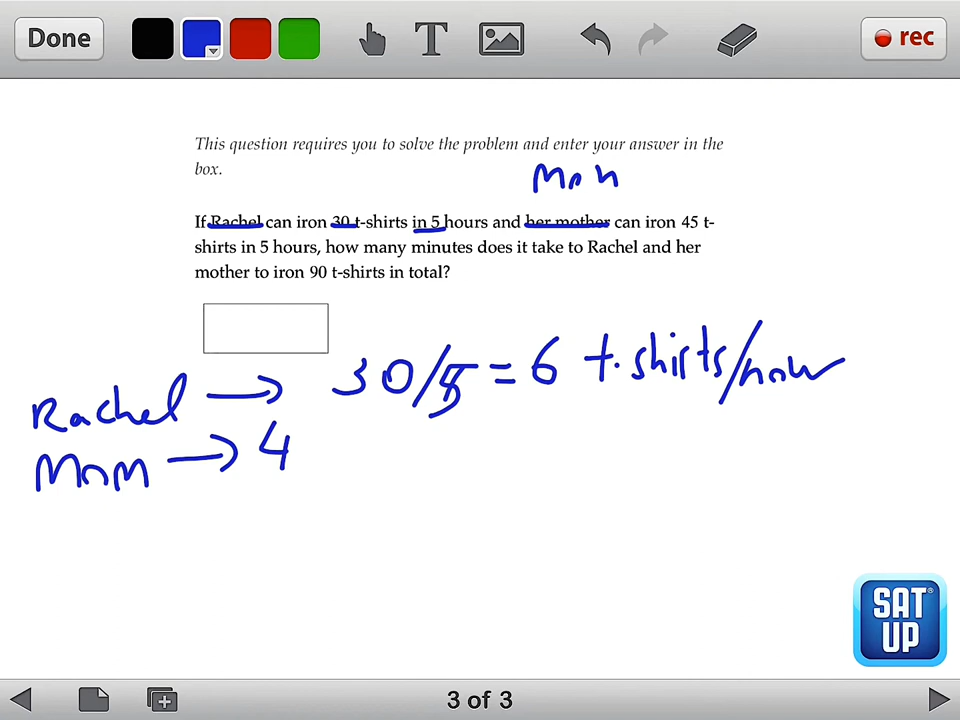 Done
T
rec
This question requires you to solve the problem and enter your answer in the
box.
Mom
If Rachel can iron 30 t-shirts in 5 hours and her mother can iron 45 t-
shirts in 5 hours, how many minutes does it take to Rachel and her
mother to iron 90 t-shirts in total?
Rachel → 30/5 = 6 t.shirts/hour
Mom → 4
SAT
UP
3 of 3